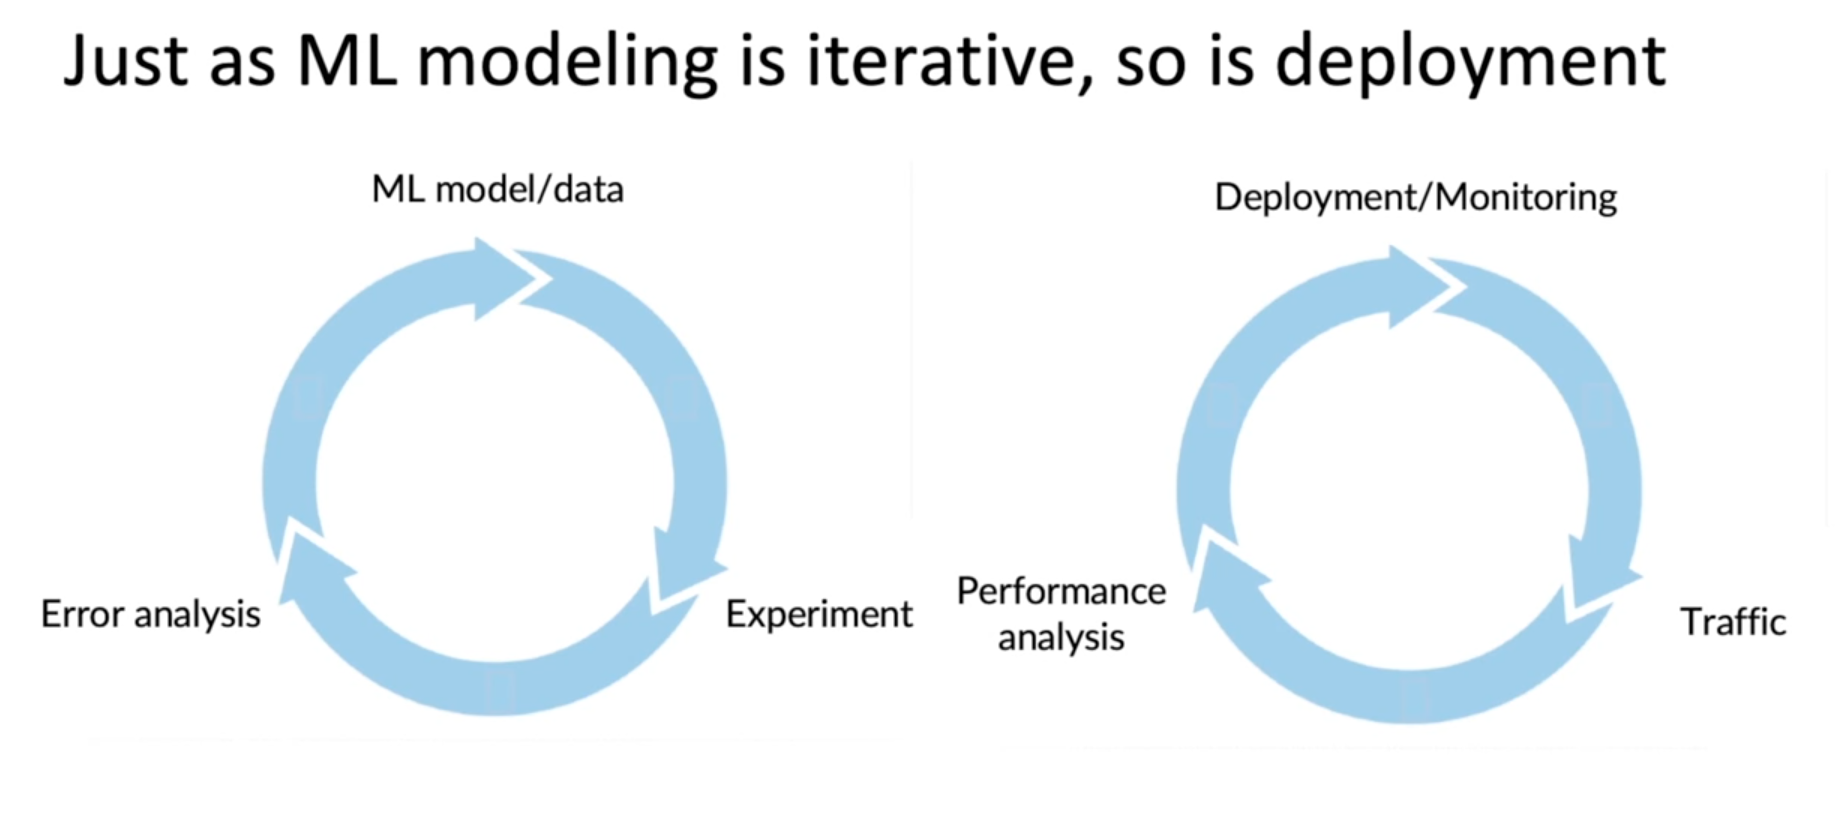 Just as ML modeling is iterative, so is deployment
ML model/data
Experiment
Error analysis
Deployment/Monitoring
Traffic
Performance
analysis